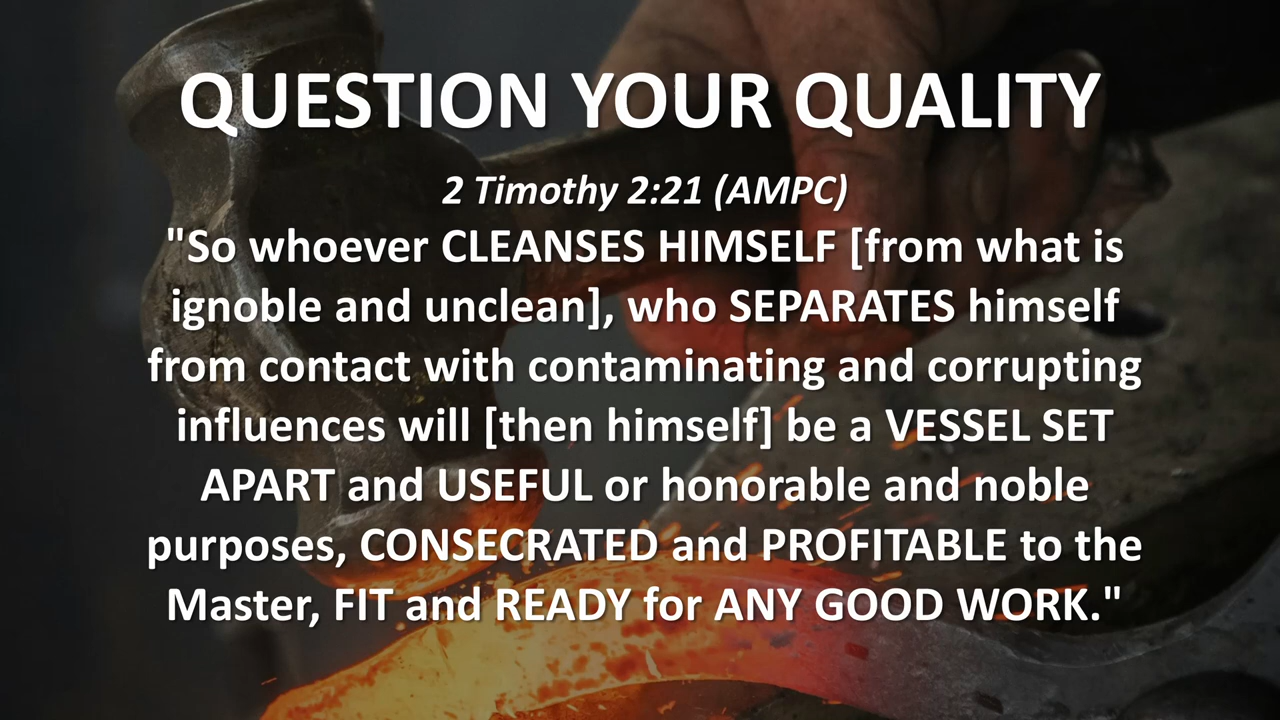 QUESTION YOUR QUALITY
2 Timothy 2:21 (AMPC)
"So whoever CLEANSES HIMSELF [from what is
ignoble and unclean], who SEPARATES himself
from contact with contaminating and corrupting
influences will [then himself] be a VESSEL SET
APART and USEFUL or honorable and noble
purposes, CONSECRATED and PROFITABLE to the
Master, FIT and READY for ANY GOOD WORK."